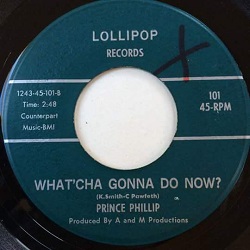 LOLLIPOP
RECORDS
1243-45-101-B
Time: 2:48
Counterpart
Music-BMI
101
45-RPM
WHAT'CHA GONNA DO NOW?
(K.Smith-C Pawfeth)
PRINCE PHILLIP
Produced By A and M Productions